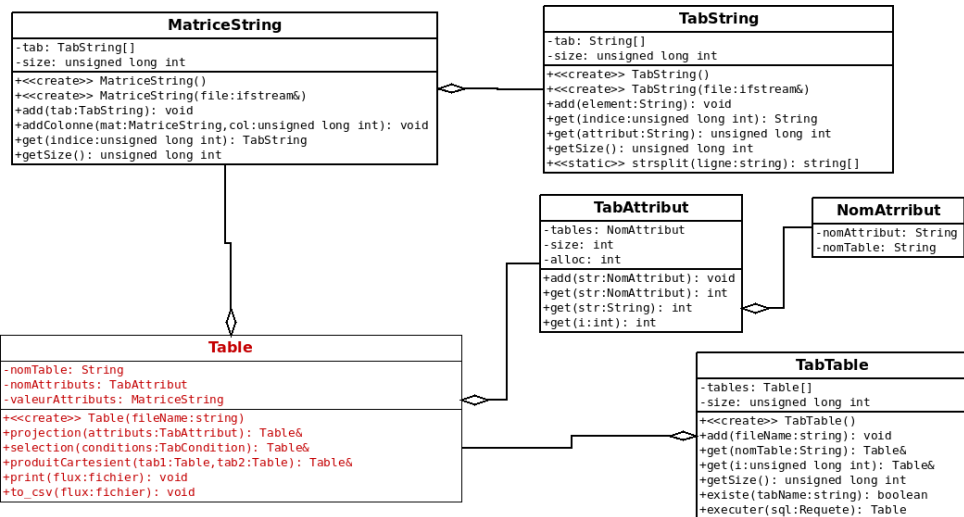 MatriceString
-tab: TabString[]
-size: unsigned long int
+<<create>> MatriceString()
+<<create>> MatriceString(file:ifstream&)
+add(tab:TabString): void
+addColonne(mat:MatriceString,col:unsigned long int): void
+get(indice:unsigned long int): TabString
+getSize(): unsigned long int
TabString
-tab: String[]
-size: unsigned long int
+<<create>> TabString()
+<<create>> TabString(file:ifstream&)
+add(element:String): void
+get(indice:unsigned long int): String
+get(attribut:String): unsigned long int
+getSize(): unsigned long int
+<<static>> strsplit(ligne:string): string[]
TabAttribut
-tables: NomAttribut
-size: int
-alloc: int
+add(str:NomAttribut): void
+get(str:NomAttribut): int
+get(str:String): int
+get(i:int): int
NomAtrribut
-nomAttribut: String
-nomTable: String
Table
-nomTable: String
-nomAttributs: TabAttribut
-valeurAttributs: MatriceString
+<<create>> Table(fileName:string)
+projection(attributs:TabAttribut): Table&
+selection(conditions:TabCondition): Table&
+produitCartesient(tab1:Table,tab2:Table): Table&
+print(flux:fichier): void
+to_csv(flux:fichier): void
TabTable
-tables: Table[]
-size: unsigned long int
+<<create>> TabTable()
+add(fileName:string): void
+get(nomTable:String): Table&
+get(i:unsigned long int): Table&
+getSize(): unsigned long int
+existe(tabName:string): boolean
+executer(sql:Requete): Table